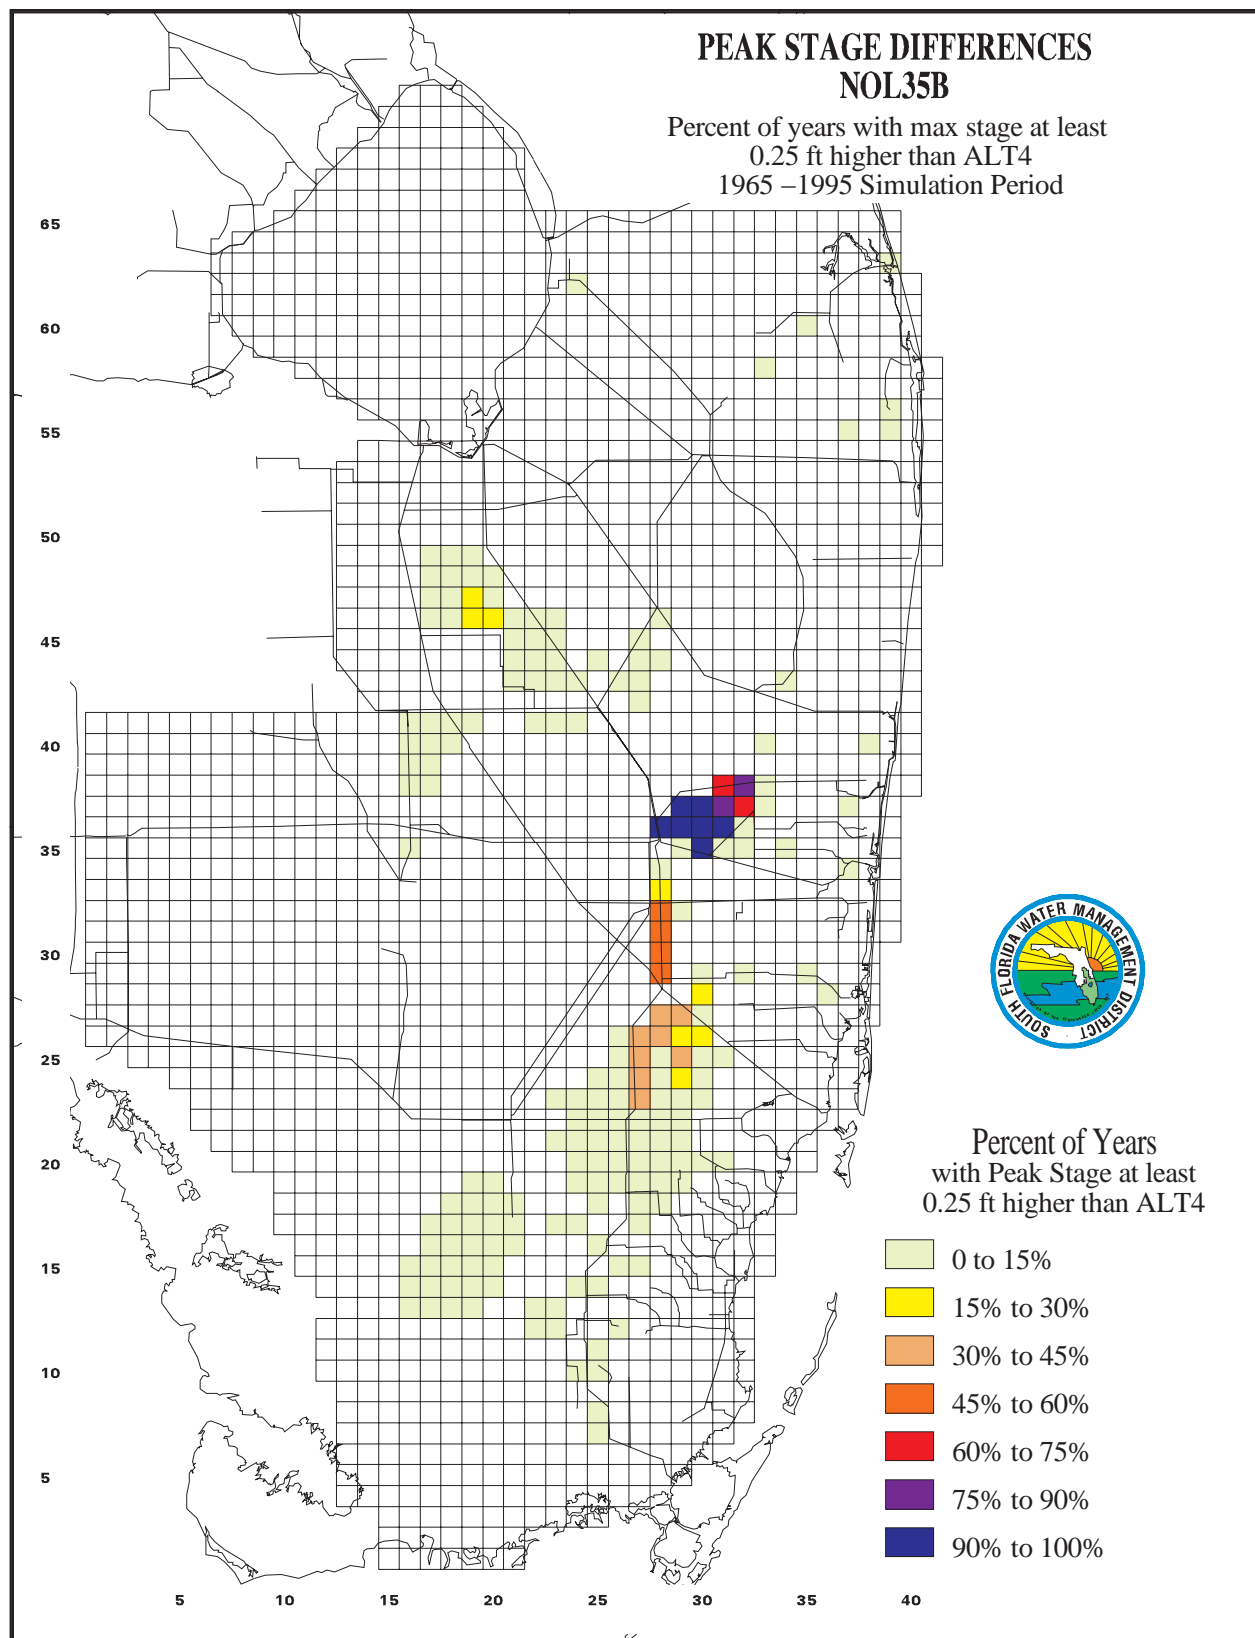 PEAK STAGE DIFFERENCES
NOL35B
Percent of years with max stage at least
0.25 ft higher than ALT4
1965 –1995 Simulation Period
65
60
55
50
45
40
35
30
25
20
15
10
5
SOUTH FLORIDA WATER MANAGEMENT DISTRICT
Percent of Years
with Peak Stage at least
0.25 ft higher than ALT4
0 to 15%
15% to 30%
30% to 45%
45% to 60%
60% to 75%
75% to 90%
90% to 100%
5 10 15 20 25 30 35 40